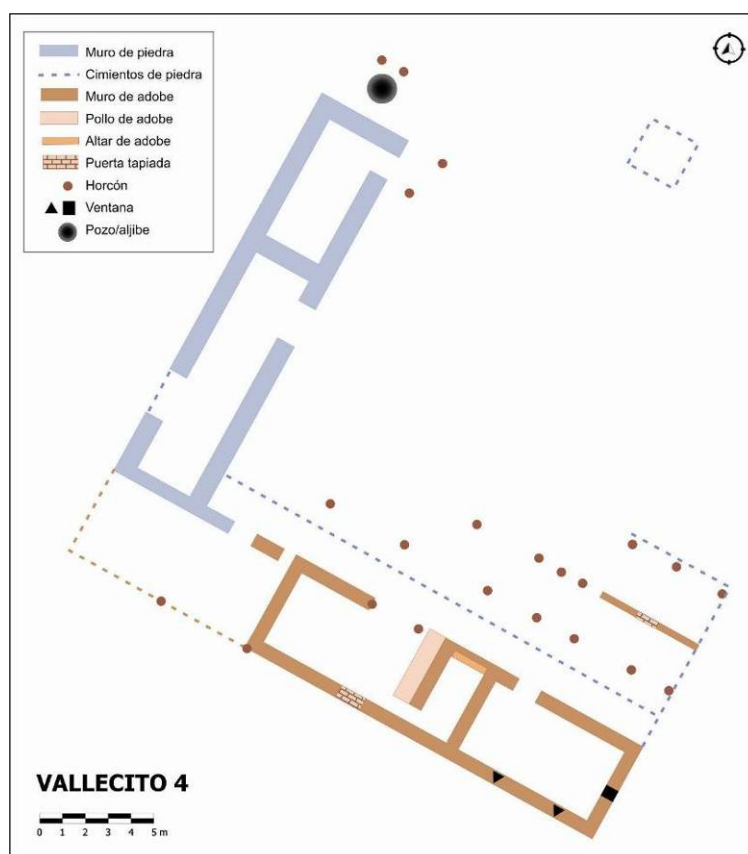 Muro de piedra
Cimientos de piedra
Muro de adobe
Pollo de adobe
Altar de adobe
Puerta tapiada
Horcón
Ventana
Pozo/aljibe
VALLECITO 4
0 1 2 3 4 5 m